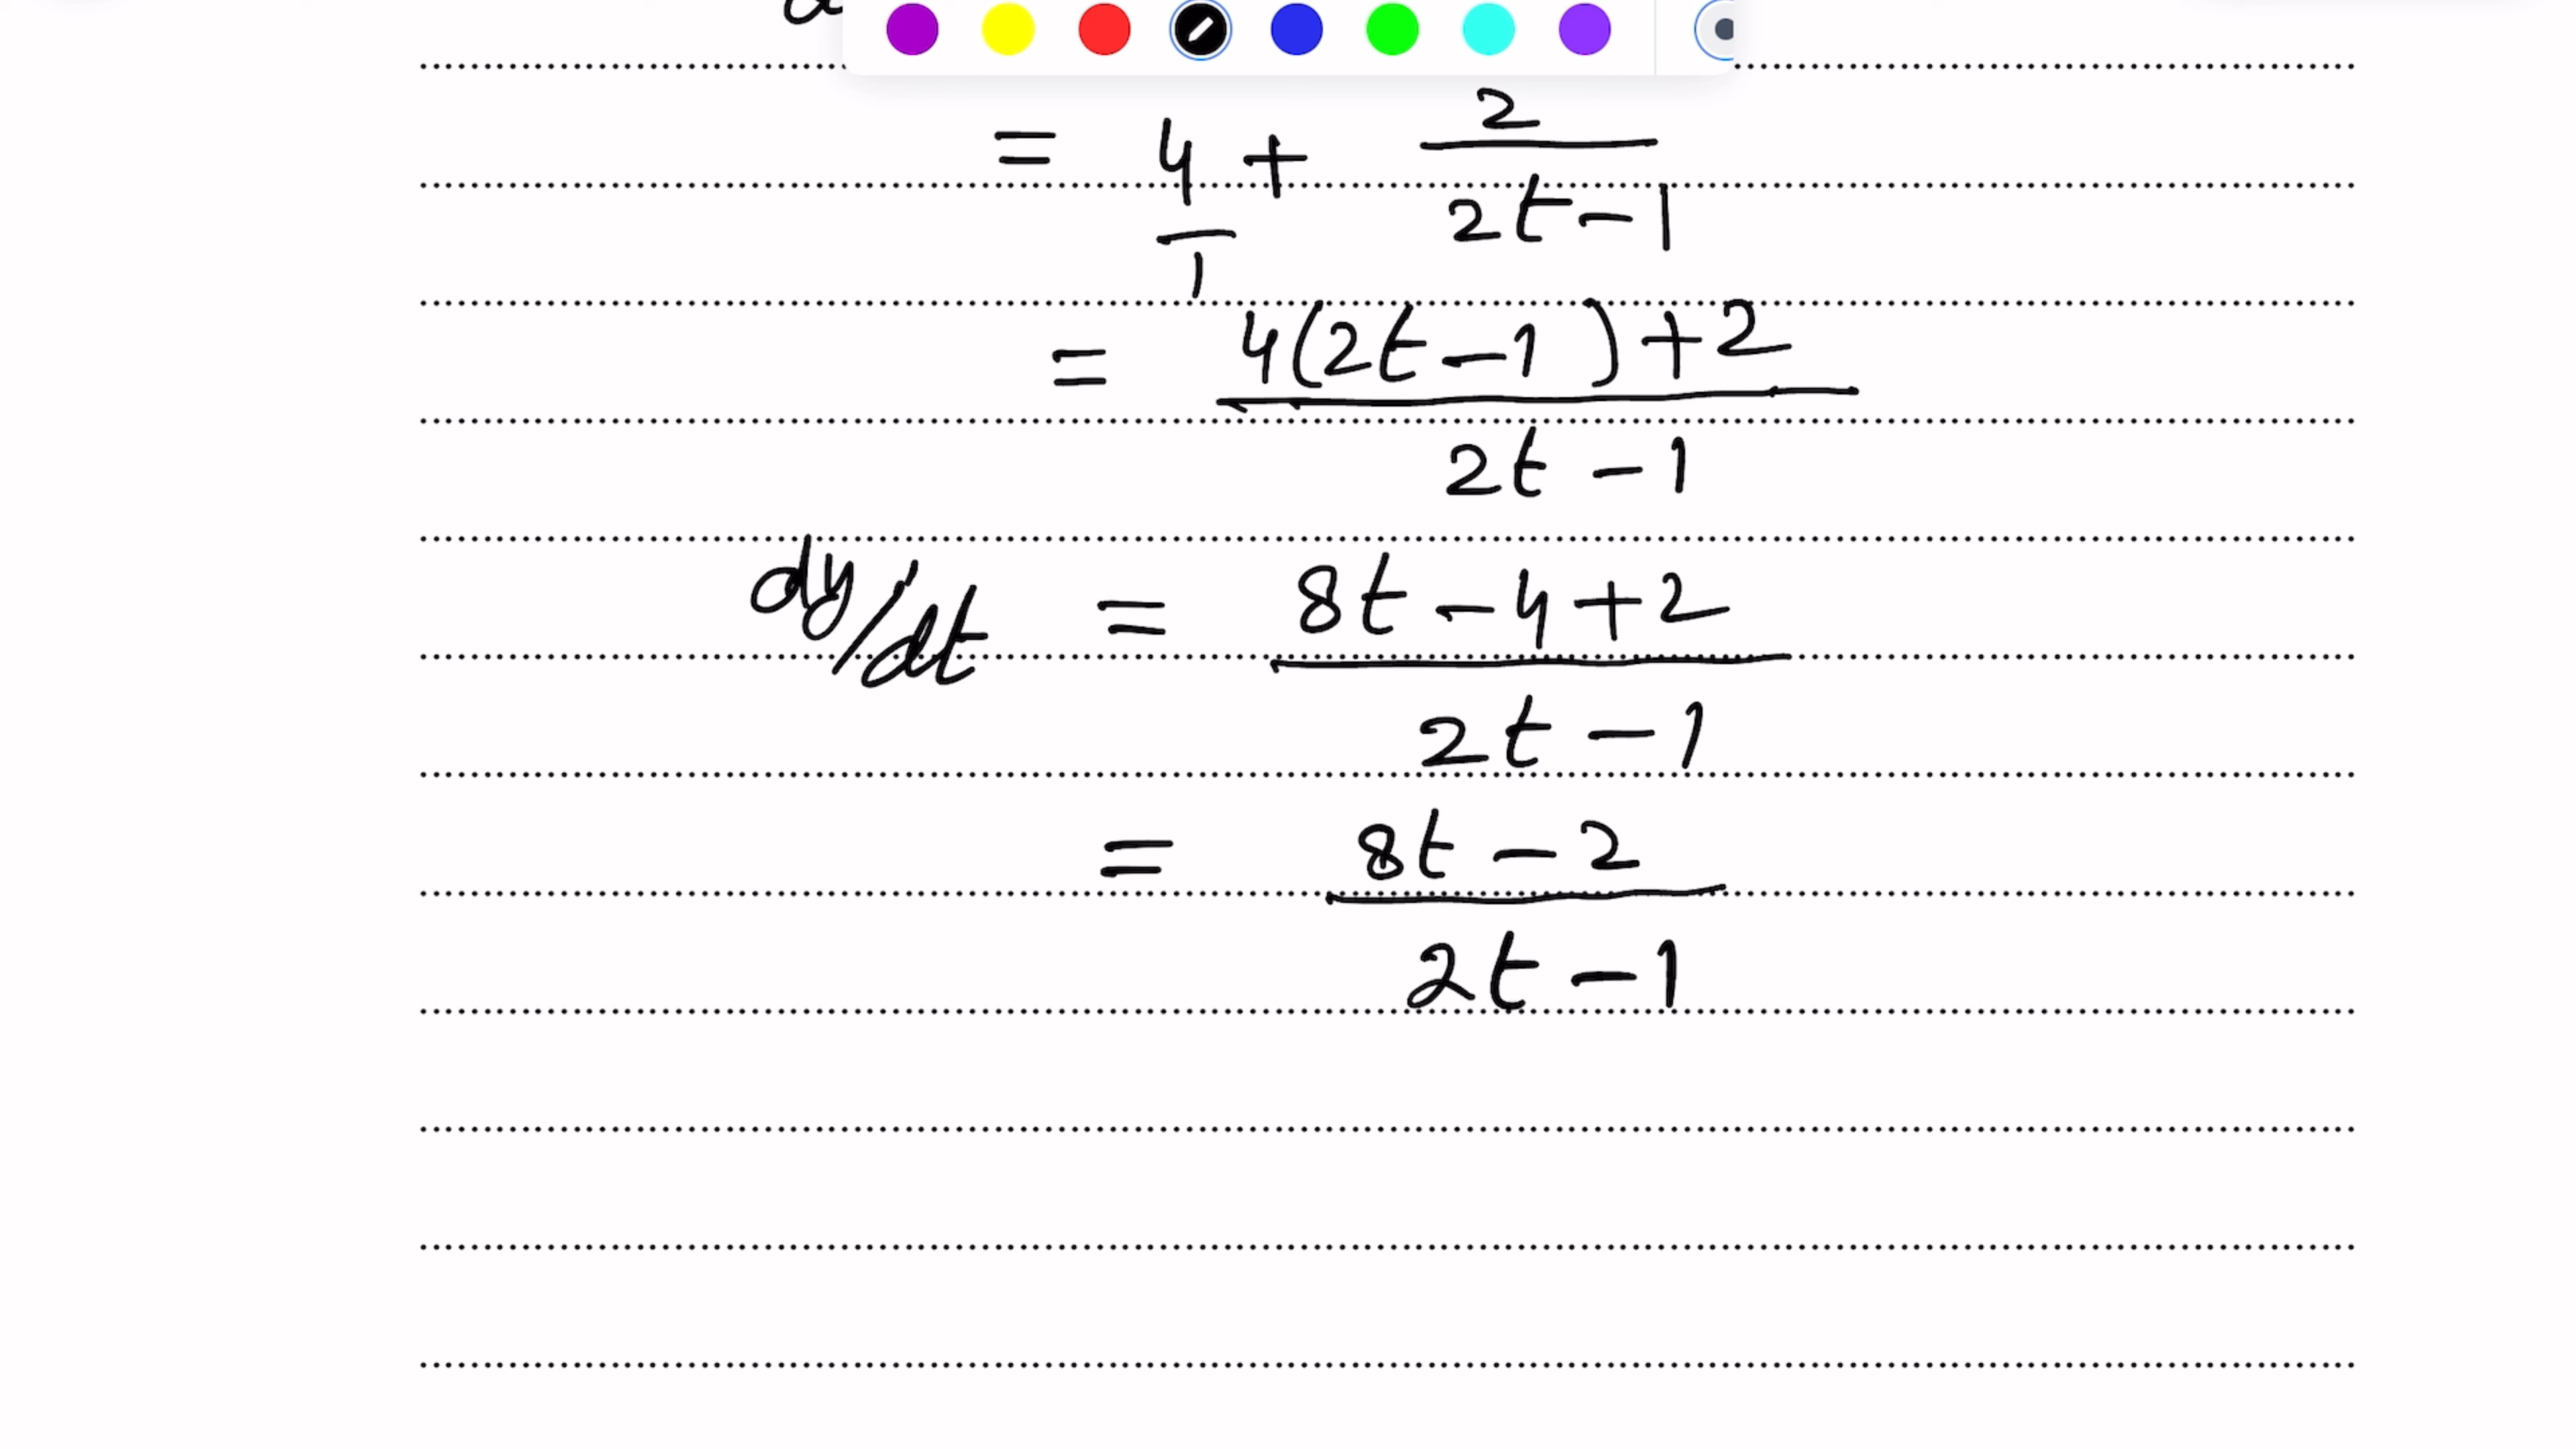 = 4/1 + 2/(2t-1)
= (4(2t-1)+2)/(2t-1)
dy/dt = (8t-4+2)/(2t-1)
= (8t-2)/(2t-1)